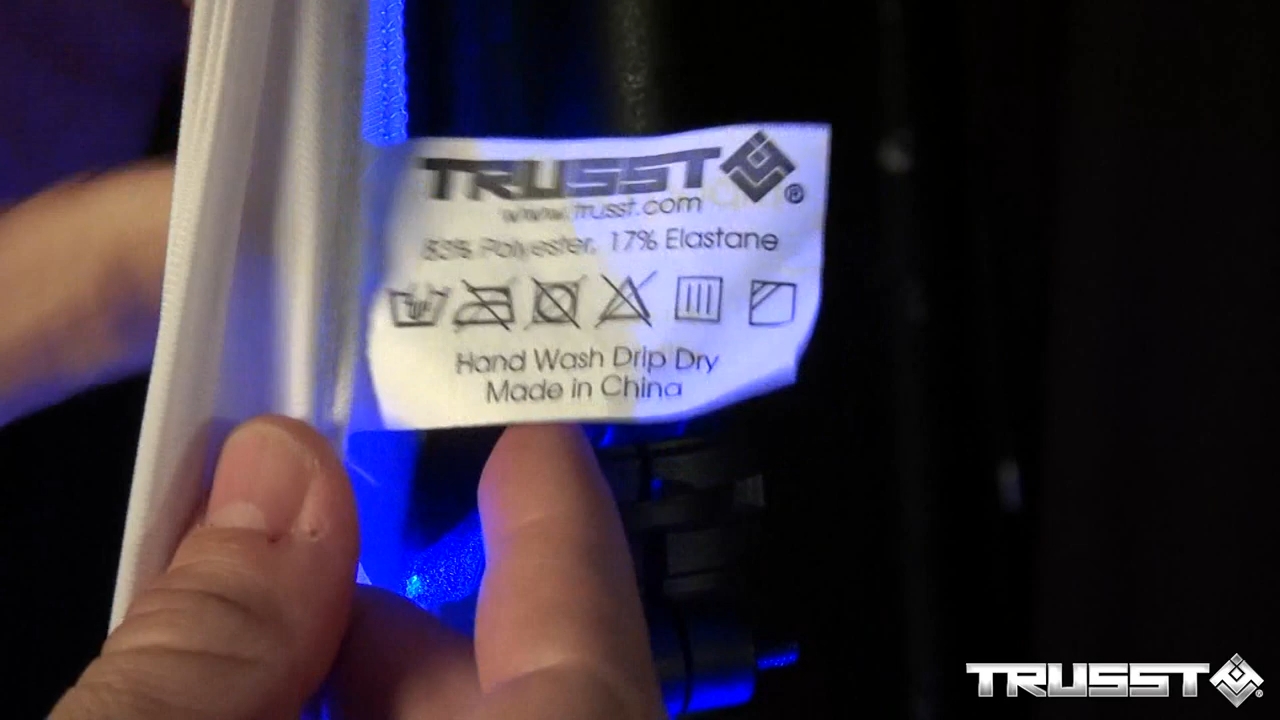 TRUSST®
www.trusst.com
83% Polyester, 17% Elastane
Hand Wash Drip Dry
Made in China
TRUSST®